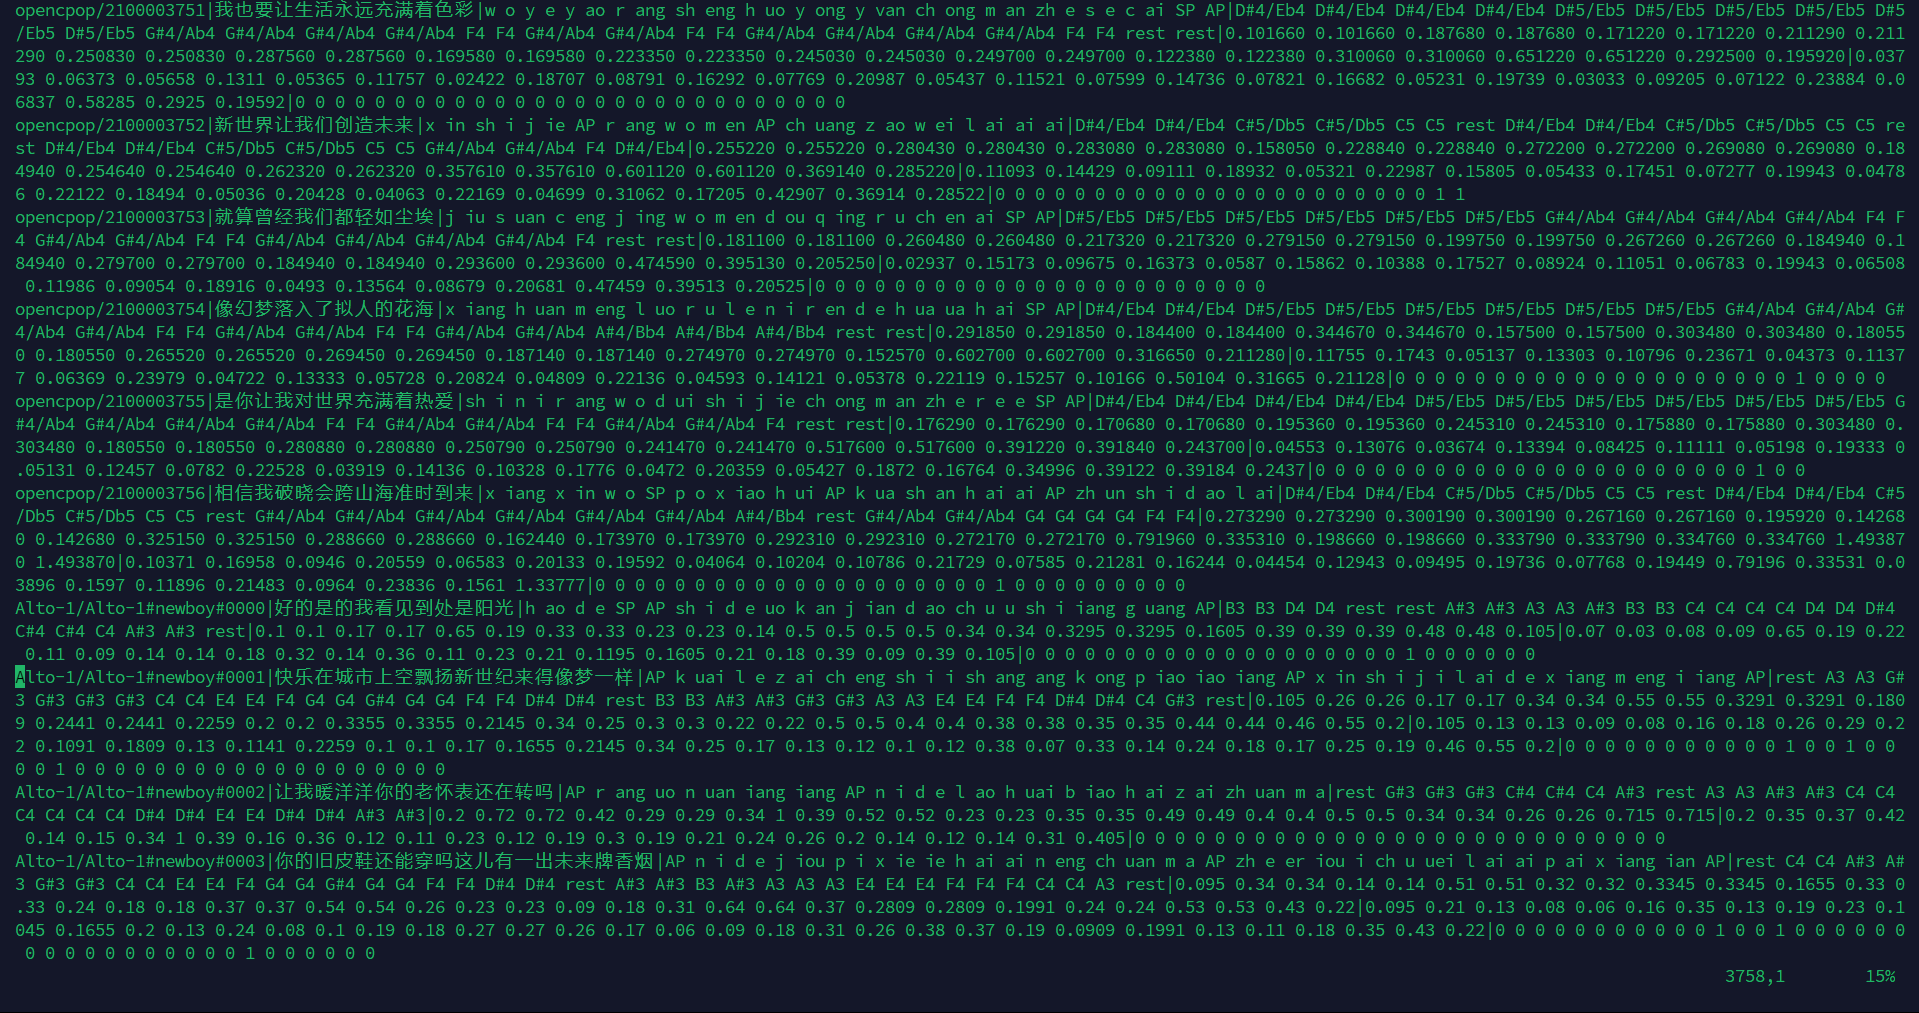 opencpop/2100003751|我也要让生活永远充满着色彩|w o y e y ao r ang sh eng h uo y ong y van ch ong m an zh e s e c ai SP AP|D#4/Eb4 D#4/Eb4 D#4/Eb4 D#4/Eb4 D#4/Eb4 D#5/Eb5 D#5/Eb5 D#5/Eb5 D#5/Eb5 D#5
/Eb5 D#5/Eb5 G#4/Ab4 G#4/Ab4 G#4/Ab4 G#4/Ab4 F4 F4 G#4/Ab4 G#4/Ab4 F4 F4 G#4/Ab4 G#4/Ab4 G#4/Ab4 G#4/Ab4 F4 F4 rest rest|0.101660 0.101660 0.187680 0.187680 0.171220 0.171220 0.211290 0.211
290 0.250830 0.250830 0.287560 0.287560 0.169580 0.169580 0.223350 0.223350 0.245030 0.245030 0.249700 0.249700 0.122380 0.122380 0.310060 0.310060 0.651220 0.651220 0.292500 0.195920|0.037
93 0.06373 0.05658 0.1311 0.05365 0.11757 0.02422 0.18707 0.08791 0.16292 0.07769 0.20987 0.05437 0.11521 0.07599 0.14736 0.07821 0.16682 0.05231 0.19739 0.03033 0.09205 0.07122 0.23884 0.0
6837 0.58285 0.2925 0.19592|0 0 0 0 0 0 0 0 0 0 0 0 0 0 0 0 0 0 0 0 0 0 0 0 0 0 0 0
opencpop/2100003752|新世界让我们创造未来|x in sh i j ie AP r ang w o m en AP ch uang z ao w ei l ai ai ai|D#4/Eb4 D#4/Eb4 C#5/Db5 C#5/Db5 C5 C5 rest D#4/Eb4 D#4/Eb4 C#5/Db5 C#5/Db5 C5 C5 re
st D#4/Eb4 D#4/Eb4 C#5/Db5 C#5/Db5 C5 C5 G#4/Ab4 G#4/Ab4 F4 D#4/Eb4|0.255220 0.255220 0.280430 0.280430 0.283080 0.283080 0.158050 0.228840 0.228840 0.272200 0.272200 0.269080 0.269080 0.18
4940 0.254640 0.254640 0.262320 0.262320 0.357610 0.357610 0.601120 0.601120 0.369140 0.285220|0.11093 0.14429 0.09111 0.18932 0.05321 0.22987 0.15805 0.05433 0.17451 0.07277 0.19943 0.0478
6 0.22122 0.18494 0.05036 0.20428 0.04063 0.22169 0.04699 0.31062 0.17205 0.42907 0.36914 0.28522|0 0 0 0 0 0 0 0 0 0 0 0 0 0 0 0 0 0 0 0 0 0 1 1
opencpop/2100003753|就算曾经我们都轻如尘埃|j iu s uan c eng j ing w o m en d ou q ing r u ch en ai SP AP|D#5/Eb5 D#5/Eb5 D#5/Eb5 D#5/Eb5 D#5/Eb5 D#5/Eb5 D#5/Eb5 D#5/Eb5 G#4/Ab4 G#4/Ab4 G#4/Ab4 G#4/Ab4 F4 F
4 G#4/Ab4 G#4/Ab4 F4 F4 G#4/Ab4 G#4/Ab4 G#4/Ab4 G#4/Ab4 F4 rest rest|0.181100 0.181100 0.260480 0.260480 0.217320 0.217320 0.279150 0.279150 0.199750 0.199750 0.267260 0.267260 0.184940 0.1
84940 0.279700 0.279700 0.184940 0.184940 0.293600 0.293600 0.474590 0.395130 0.205250|0.02937 0.15173 0.09675 0.16373 0.0587 0.15862 0.10388 0.17527 0.08924 0.11051 0.06783 0.19943 0.06508
0.11986 0.09054 0.18916 0.0493 0.13564 0.08679 0.20681 0.47459 0.39513 0.20525|0 0 0 0 0 0 0 0 0 0 0 0 0 0 0 0 0 0 0 0 0 0 0
opencpop/2100003754|像幻梦落入了拟人的花海|x iang h uan m eng l uo r u l e n i r en d e h ua ua h ai SP AP|D#4/Eb4 D#4/Eb4 D#5/Eb5 D#5/Eb5 D#5/Eb5 D#5/Eb5 D#5/Eb5 D#5/Eb5 G#4/Ab4 G#4/Ab4 G#
4/Ab4 G#4/Ab4 F4 F4 G#4/Ab4 G#4/Ab4 F4 F4 G#4/Ab4 G#4/Ab4 A#4/Bb4 A#4/Bb4 A#4/Bb4 rest rest|0.291850 0.291850 0.184400 0.184400 0.344670 0.344670 0.157500 0.157500 0.303480 0.303480 0.18055
0 0.180550 0.265520 0.265520 0.269450 0.269450 0.187140 0.187140 0.274970 0.274970 0.152570 0.602700 0.602700 0.316650 0.211280|0.11755 0.1743 0.05137 0.13303 0.10796 0.23671 0.04373 0.1137
7 0.06369 0.23979 0.04722 0.13333 0.05728 0.20824 0.04809 0.22136 0.04593 0.14121 0.05378 0.22119 0.15257 0.10166 0.50104 0.31665 0.21128|0 0 0 0 0 0 0 0 0 0 0 0 0 0 0 0 0 0 0 0 1 0 0 0 0
opencpop/2100003755|是你让我对世界充满着热爱|sh i n i r ang w o d ui sh i j ie ch ong m an zh e r e e SP AP|D#4/Eb4 D#4/Eb4 D#4/Eb4 D#4/Eb4 D#5/Eb5 D#5/Eb5 D#5/Eb5 D#5/Eb5 D#5/Eb5 D#5/Eb5 G
#4/Ab4 G#4/Ab4 G#4/Ab4 G#4/Ab4 F4 F4 G#4/Ab4 G#4/Ab4 F4 F4 G#4/Ab4 G#4/Ab4 F4 rest rest|0.176290 0.176290 0.170680 0.170680 0.195360 0.195360 0.245310 0.245310 0.175880 0.175880 0.303480 0.
303480 0.180550 0.180550 0.280880 0.280880 0.250790 0.250790 0.241470 0.241470 0.517600 0.517600 0.391220 0.391840 0.243700|0.04553 0.13076 0.03674 0.13394 0.08425 0.11111 0.05198 0.19333 0
.05131 0.12457 0.0782 0.22528 0.03919 0.14136 0.10328 0.1776 0.0472 0.20359 0.05427 0.1872 0.16764 0.34996 0.39122 0.39184 0.2437|0 0 0 0 0 0 0 0 0 0 0 0 0 0 0 0 0 0 0 0 0 0 1 0 0
opencpop/2100003756|相信我破晓会跨山海准时到来|x iang x in w o SP p o x iao h ui AP k ua sh an h ai ai AP zh un sh i d ao l ai|D#4/Eb4 D#4/Eb4 C#5/Db5 C#5/Db5 C5 C5 rest D#4/Eb4 D#4/Eb4 C#5
/Db5 C#5/Db5 C5 C5 rest G#4/Ab4 G#4/Ab4 G#4/Ab4 G#4/Ab4 G#4/Ab4 G#4/Ab4 A#4/Bb4 rest G#4/Ab4 G#4/Ab4 G4 G4 G4 G4 F4 F4|0.273290 0.273290 0.300190 0.300190 0.267160 0.267160 0.195920 0.14268
0 0.142680 0.325150 0.325150 0.288660 0.288660 0.162440 0.173970 0.173970 0.292310 0.292310 0.272170 0.272170 0.791960 0.335310 0.198660 0.198660 0.333790 0.333790 0.334760 0.334760 1.49387
0 1.493870|0.10371 0.16958 0.0946 0.20559 0.06583 0.20133 0.19592 0.04064 0.10204 0.10786 0.21729 0.07585 0.21281 0.16244 0.04454 0.12943 0.09495 0.19736 0.07768 0.19449 0.79196 0.33531 0.0
3896 0.1597 0.11896 0.21483 0.0964 0.23836 0.1561 1.33777|0 0 0 0 0 0 0 0 0 0 0 0 0 0 0 0 0 0 0 0 1 0 0 0 0 0 0 0 0 0
Alto-1/Alto-1#newboy#0000|好的是的我看见到处是阳光|h ao d e SP AP sh i d e uo k an j ian d ao ch u u sh i iang g uang AP|B3 B3 D4 D4 rest rest A#3 A#3 A3 A3 A#3 B3 B3 C4 C4 C4 C4 D4 D4 D#4
C#4 C#4 C4 A#3 A#3 rest|0.1 0.1 0.17 0.17 0.65 0.19 0.33 0.33 0.23 0.23 0.14 0.5 0.5 0.5 0.5 0.34 0.34 0.3295 0.3295 0.1605 0.39 0.39 0.39 0.48 0.48 0.105|0.07 0.03 0.08 0.09 0.65 0.19 0.22
0.11 0.09 0.14 0.14 0.18 0.32 0.14 0.36 0.11 0.23 0.21 0.1195 0.1605 0.21 0.18 0.39 0.09 0.39 0.105|0 0 0 0 0 0 0 0 0 0 0 0 0 0 0 0 0 0 0 1 0 0 0 0 0 0
Alto-1/Alto-1#newboy#0001|快乐在城市上空飘扬新世纪来得像梦一样|AP k uai l e z ai ch eng sh i i sh ang ang k ong p iao iao iang AP x in sh i j i l ai d e x iang m eng i iang AP|rest A3 A3 G#
3 G#3 G#3 G#3 C4 C4 E4 E4 F4 G4 G4 G#4 G4 G4 F4 F4 D#4 D#4 rest B3 B3 A#3 A#3 G#3 G#3 A3 A3 E4 E4 F4 F4 D#4 D#4 C4 G#3 rest|0.105 0.26 0.26 0.17 0.17 0.34 0.34 0.55 0.55 0.3291 0.3291 0.180
9 0.2441 0.2441 0.2259 0.2 0.2 0.3355 0.3355 0.2145 0.34 0.25 0.3 0.3 0.22 0.22 0.5 0.5 0.4 0.4 0.38 0.38 0.35 0.35 0.44 0.44 0.46 0.55 0.2|0.105 0.13 0.13 0.09 0.08 0.16 0.18 0.26 0.29 0.2
2 0.1091 0.1809 0.13 0.1141 0.2259 0.1 0.1 0.17 0.1655 0.2145 0.34 0.25 0.17 0.13 0.12 0.1 0.12 0.38 0.07 0.33 0.14 0.24 0.18 0.17 0.25 0.19 0.46 0.55 0.2|0 0 0 0 0 0 0 0 0 0 0 1 0 0 1 0 0
0 0 1 0 0 0 0 0 0 0 0 0 0 0 0 0 0 0 0 0 0 0
Alto-1/Alto-1#newboy#0002|让我暖洋洋你的老怀表还在转吗|AP r ang uo n uan iang iang AP n i d e l ao h uai b iao h ai z ai zh uan m a|rest G#3 G#3 G#3 C#4 C#4 C4 A#3 rest A3 A3 A#3 A#3 C4 C4
C4 C4 C4 C4 D#4 D#4 E4 E4 D#4 D#4 A#3 A#3|0.2 0.72 0.72 0.42 0.29 0.29 0.34 1 0.39 0.52 0.52 0.23 0.23 0.35 0.35 0.49 0.49 0.4 0.4 0.5 0.5 0.34 0.34 0.26 0.26 0.715 0.715|0.2 0.35 0.37 0.42
0.14 0.15 0.34 1 0.39 0.16 0.36 0.12 0.11 0.23 0.12 0.19 0.3 0.19 0.21 0.24 0.26 0.2 0.14 0.12 0.14 0.31 0.405|0 0 0 0 0 0 0 0 0 0 0 0 0 0 0 0 0 0 0 0 0 0 0 0 0 0 0
Alto-1/Alto-1#newboy#0003|你的旧皮鞋还能穿吗这儿有一出未来牌香烟|AP n i d e j iou p i x ie ie h ai ai n eng ch uan m a AP zh e er iou i ch u uei l ai ai p ai x iang ian AP|rest C4 C4 A#3 A#
3 G#3 G#3 C4 C4 E4 E4 F4 G4 G4 G#4 G4 G4 F4 F4 D#4 D#4 rest A#3 A#3 B3 A#3 A3 A3 A3 E4 E4 E4 F4 F4 F4 C4 C4 A3 rest|0.095 0.34 0.34 0.14 0.14 0.51 0.51 0.32 0.32 0.3345 0.3345 0.1655 0.33 0
.33 0.24 0.18 0.18 0.37 0.37 0.54 0.54 0.26 0.23 0.23 0.09 0.18 0.31 0.64 0.64 0.37 0.2809 0.2809 0.1991 0.24 0.24 0.53 0.53 0.43 0.22|0.095 0.21 0.13 0.08 0.06 0.16 0.35 0.13 0.19 0.23 0.1
045 0.1655 0.2 0.13 0.24 0.08 0.1 0.19 0.18 0.27 0.27 0.26 0.17 0.06 0.09 0.18 0.31 0.26 0.38 0.37 0.19 0.0909 0.1991 0.13 0.11 0.18 0.35 0.43 0.22|0 0 0 0 0 0 0 0 0 0 0 1 0 0 1 0 0 0 0 0 0
0 0 0 0 0 0 0 0 0 0 0 1 0 0 0 0 0 0
3758,1 15%